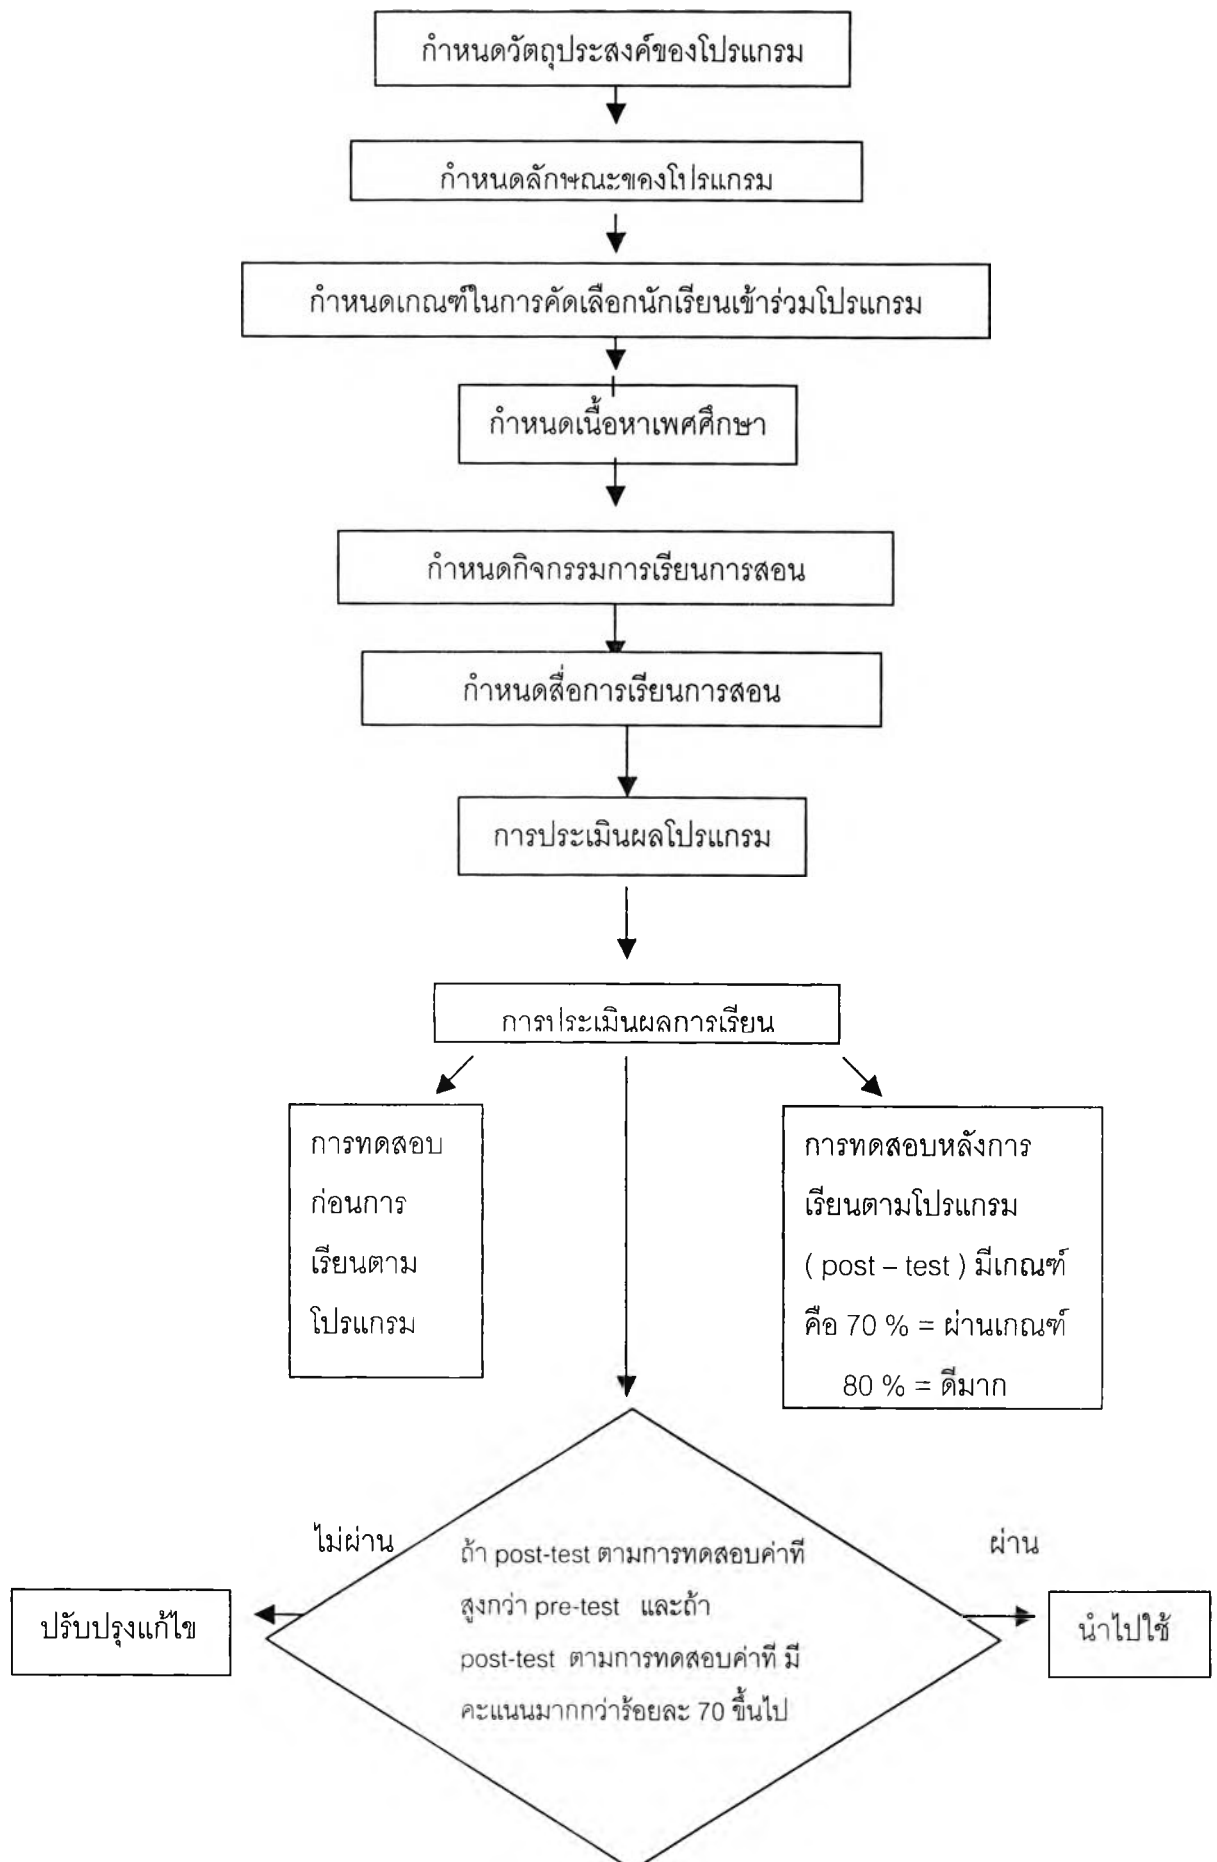 กำหนดวัตถุประสงค์ของโปรแกรม
กำหนดลักษณะของโปรแกรม
กำหนดเกณฑ์ในการคัดเลือกนักเรียนเข้าร่วมโปรแกรม
กำหนดเนื้อหาเพศศึกษา
กำหนดกิจกรรมการเรียนการสอน
กำหนดสื่อการเรียนการสอน
การประเมินผลโปรแกรม
การประเมินผลการเรียน
การทดสอบ
ก่อนการ
เรียนตาม
โปรแกรม
การทดสอบหลังการ
เรียนตามโปรแกรม
( post – test ) มีเกณฑ์
คือ 70 % = ผ่านเกณฑ์
80 % = ดีมาก
ไม่ผ่าน
ถ้า post-test ตามการทดสอบค่าที
สูงกว่า pre-test และถ้า
post-test ตามการทดสอบค่าที มี
คะแนนมากกว่าร้อยละ 70 ขึ้นไป
ผ่าน
ปรับปรุงแก้ไข
นำไปใช้